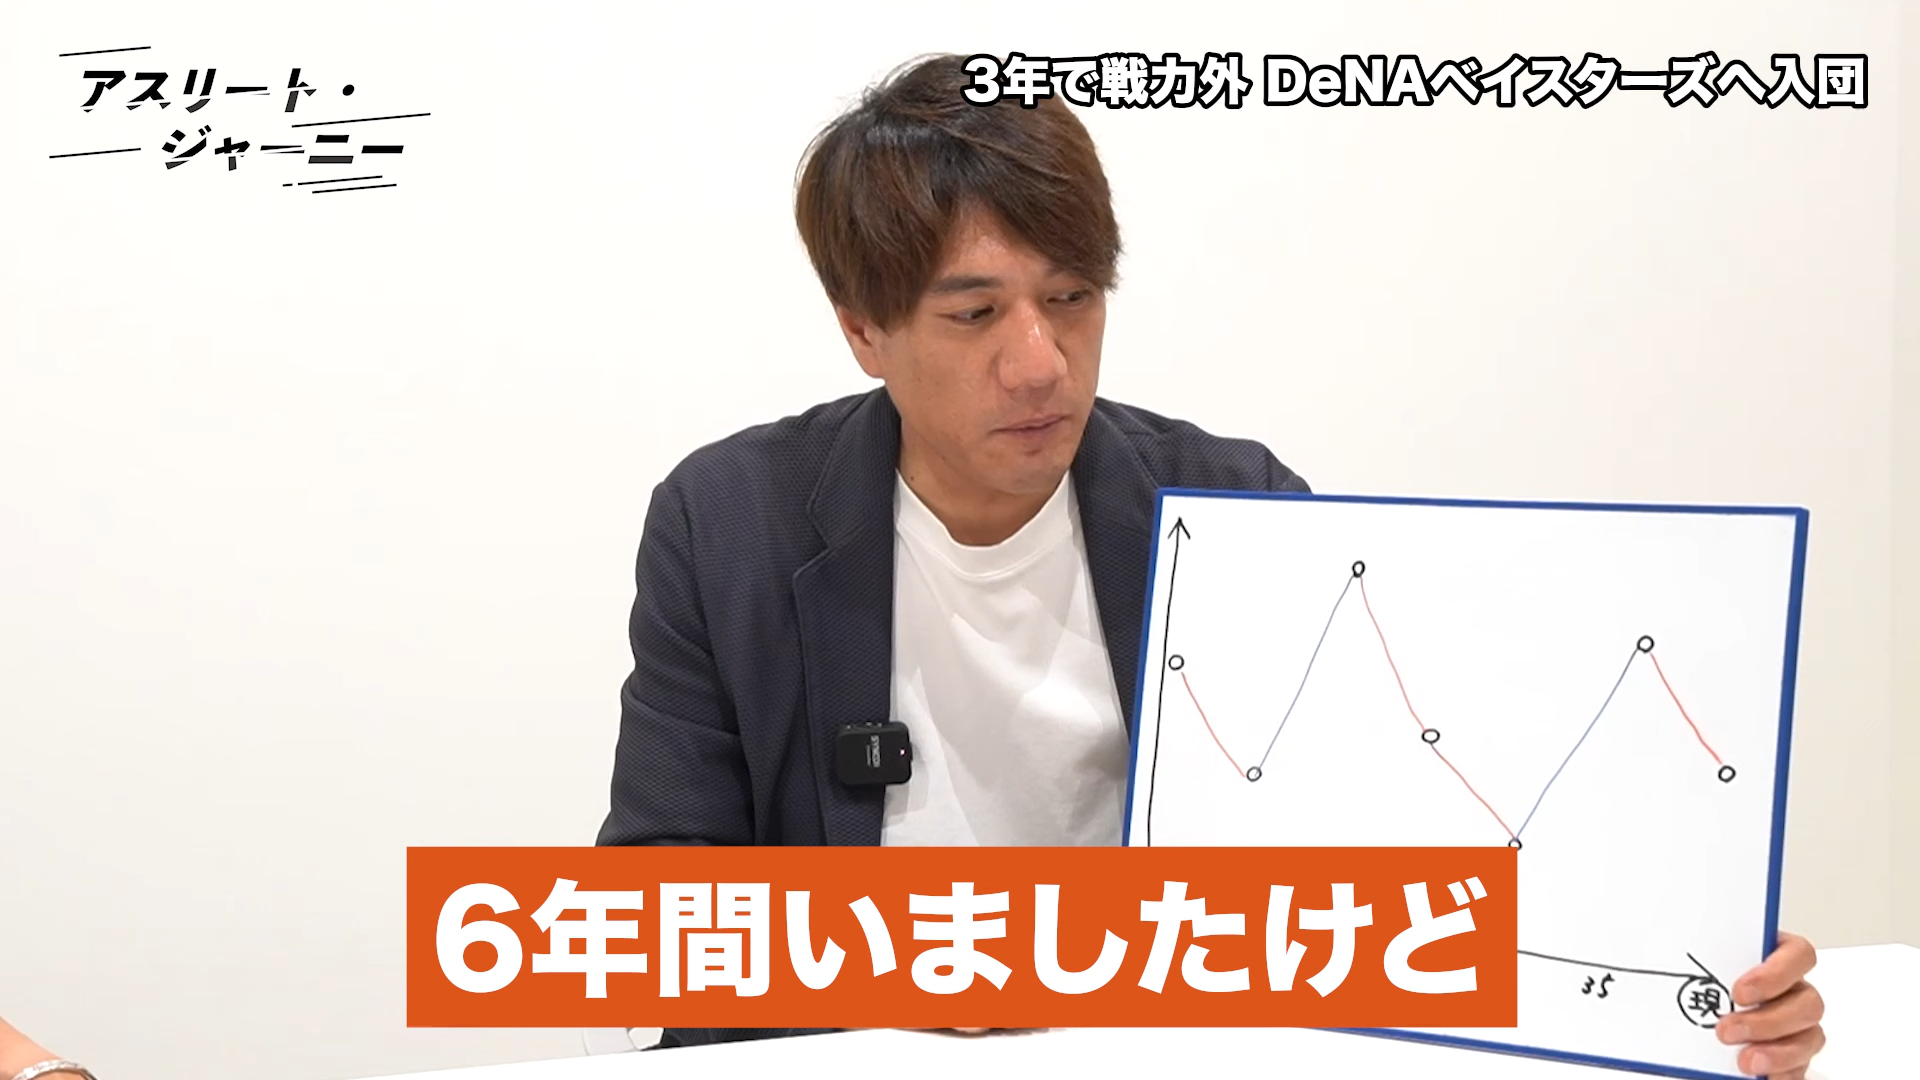 アスリート・
ジャーニー
3年で戦力外 DeNAベイスターズへ入団
35
現
6年間いましたけど